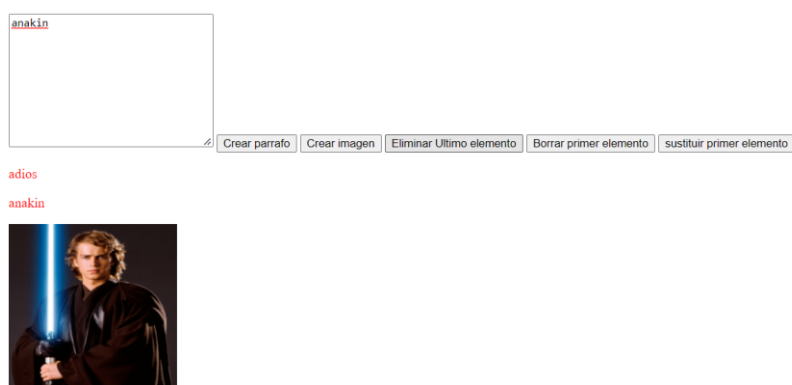 anakin
Crear parrafo Crear imagen Eliminar Ultimo elemento Borrar primer elemento sustituir primer elemento
adios
anakin